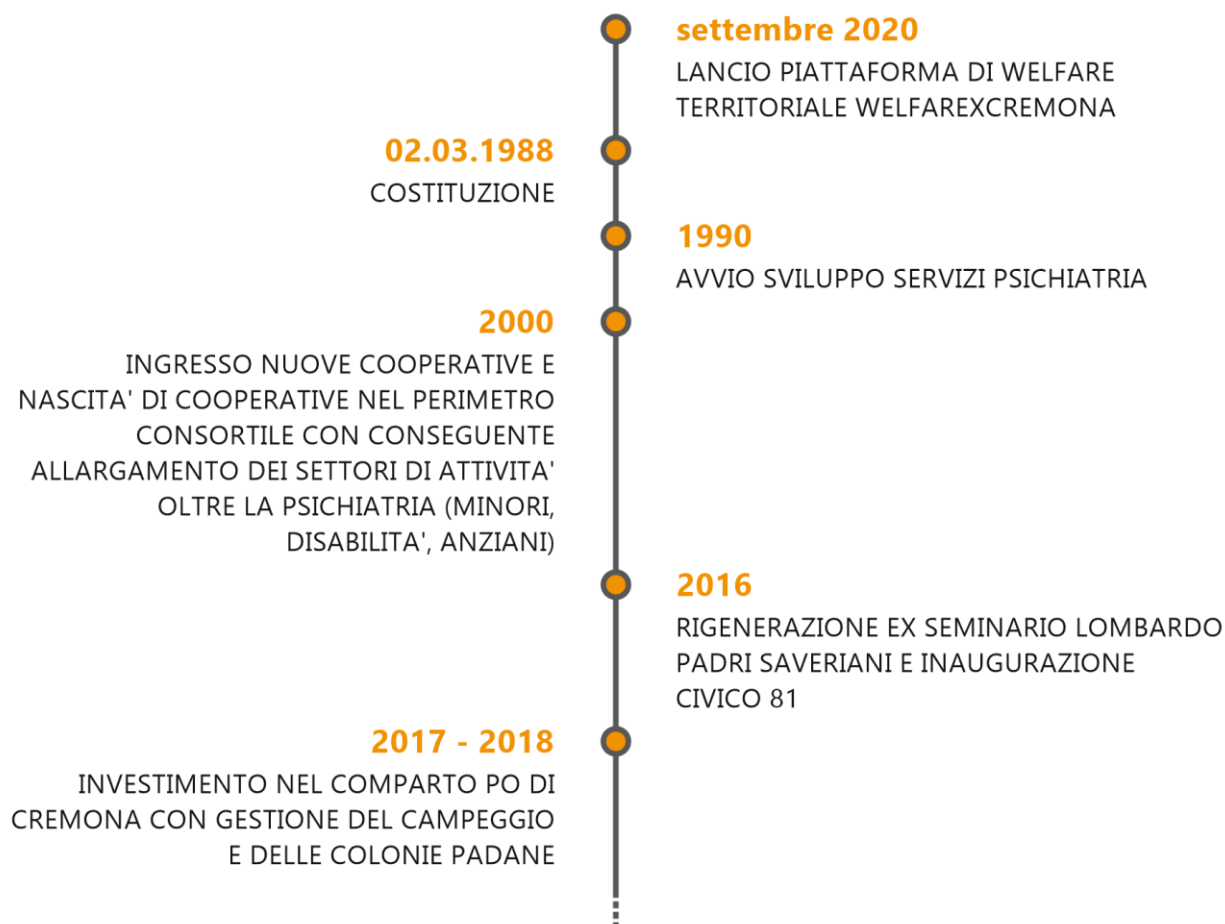 settembre 2020
LANCIO PIATTAFORMA DI WELFARE
TERRITORIALE WELFAREXCREMONA
02.03.1988
COSTITUZIONE
1990
AVVIO SVILUPPO SERVIZI PSICHIATRIA
2000
INGRESSO NUOVE COOPERATIVE E
NASCITA' DI COOPERATIVE NEL PERIMETRO
CONSORTILE CON CONSEGUENTE
ALLARGAMENTO DEI SETTORI DI ATTIVITA'
OLTRE LA PSICHIATRIA (MINORI,
DISABILITA', ANZIANI)
2016
RIGENERAZIONE EX SEMINARIO LOMBARDO
PADRI SAVERIANI E INAUGURAZIONE
CIVICO 81
2017 - 2018
INVESTIMENTO NEL COMPARTO PO DI
CREMONA CON GESTIONE DEL CAMPEGGIO
E DELLE COLONIE PADANE